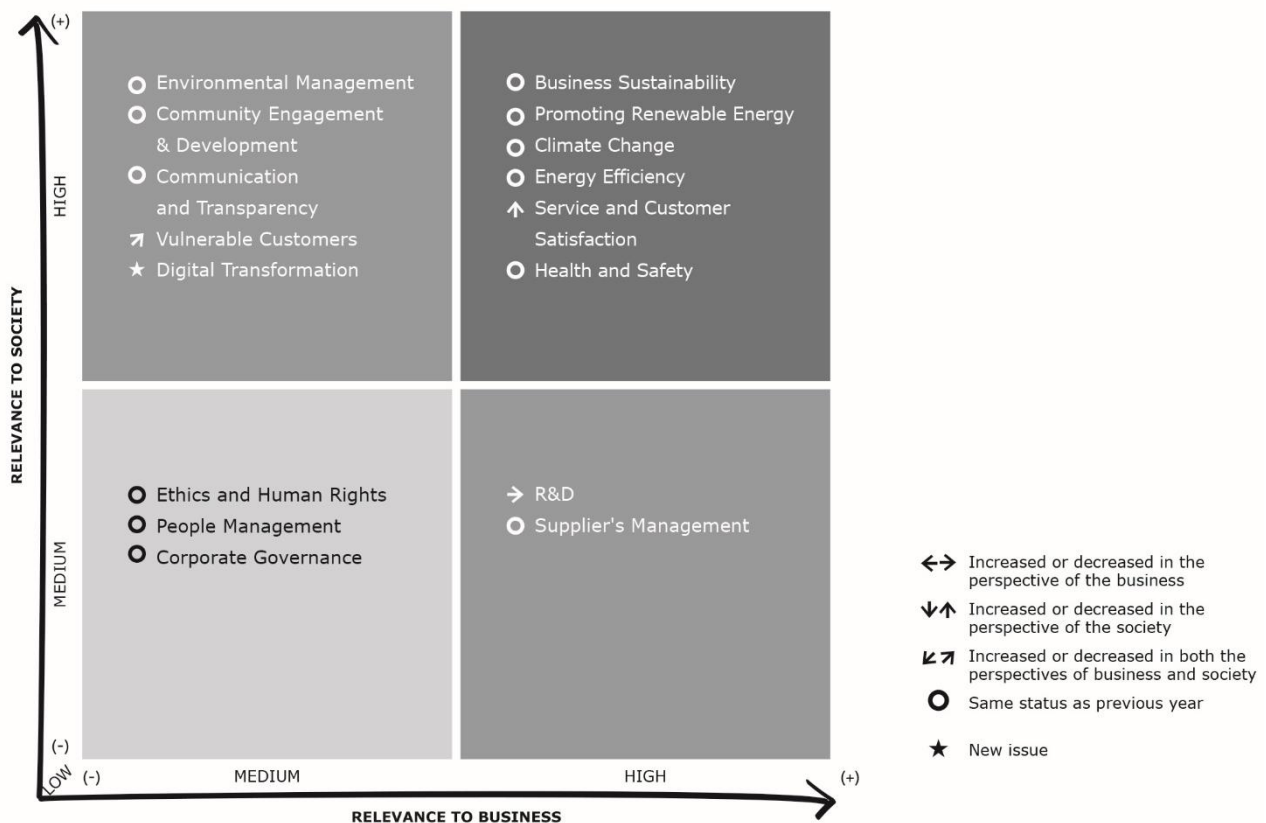 (+)
HIGH
RELEVANCE TO SOCIETY
MEDIUM
(-)
LOW
Environmental Management
Community Engagement
& Development
Communication
and Transparency
Vulnerable Customers
Digital Transformation
Business Sustainability
Promoting Renewable Energy
Climate Change
Energy Efficiency
Service and Customer
Satisfaction
Health and Safety
Ethics and Human Rights
People Management
Corporate Governance
R&D
Supplier's Management
(-)
MEDIUM
HIGH
(+)
RELEVANCE TO BUSINESS
Increased or decreased in the
perspective of the business
Increased or decreased in the
perspective of the society
Increased or decreased in both the
perspectives of business and society
Same status as previous year
New issue